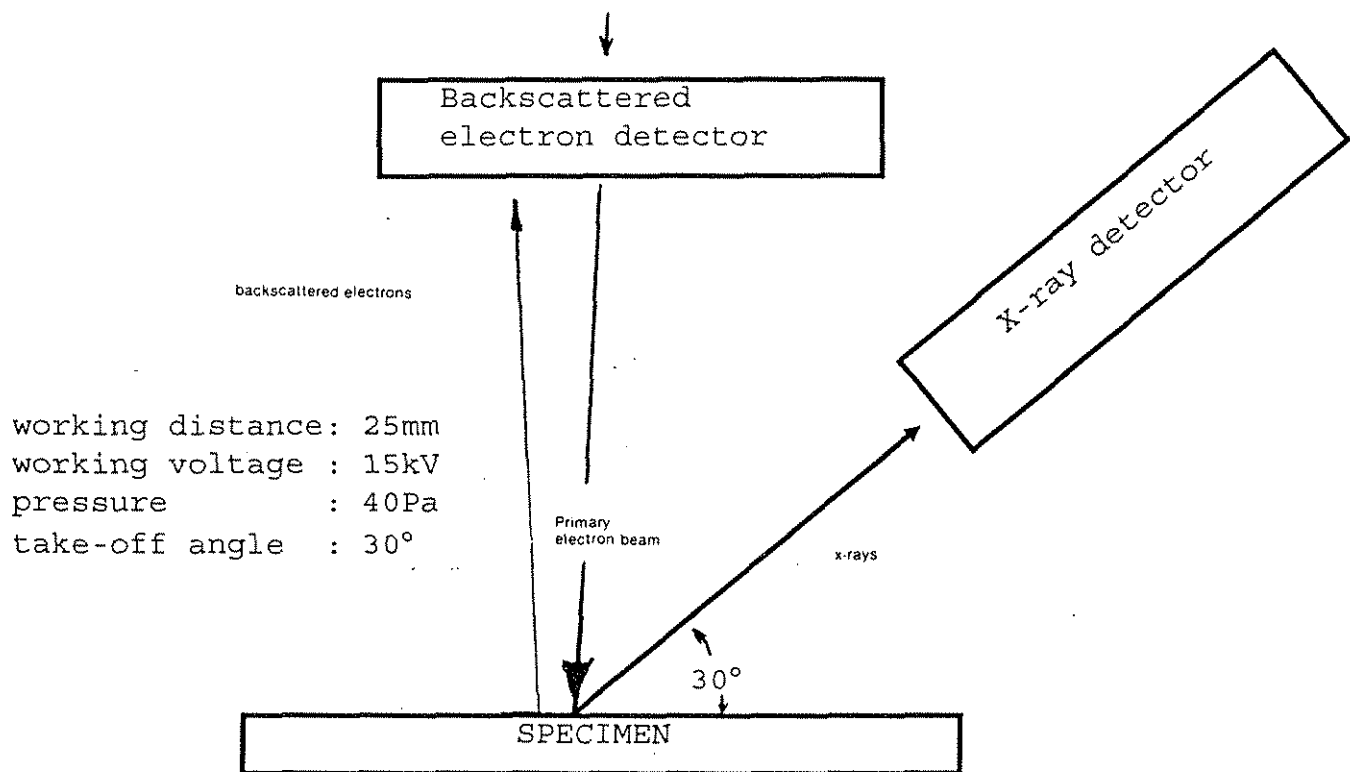 Backscattered
electron detector
X-ray detector
backscattered electrons
working distance: 25mm
working voltage : 15kV
pressure : 40Pa
take-off angle : 30°
Primary
electron beam
x-rays
30°
SPECIMEN